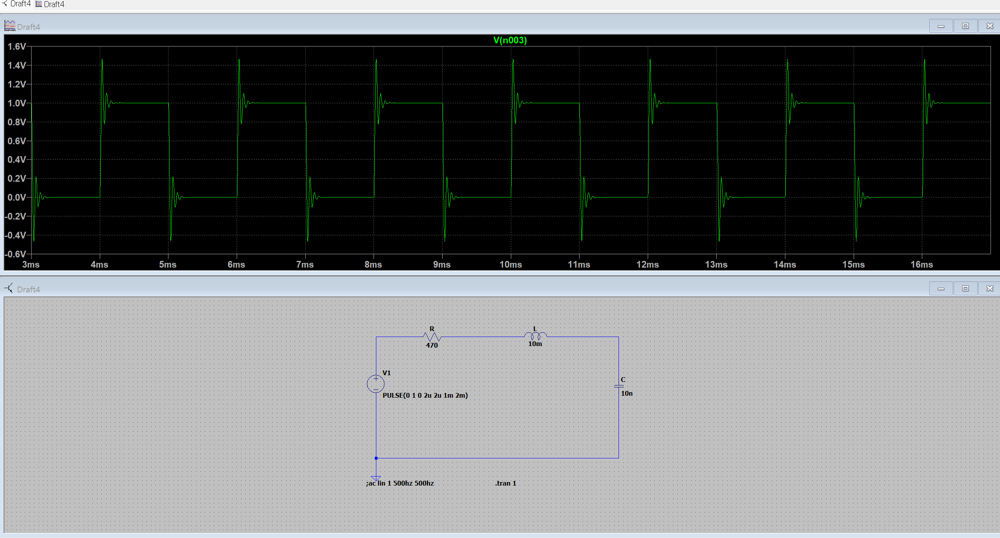 Draft4 Draft4
Draft4
V(n003)
1.6V
1.4V
1.2V
1.0V
0.8V
0.6V
0.4V
0.2V
0.0V
-0.2V
-0.4V
-0.6V
3ms 4ms 5ms 6ms 7ms 8ms 9ms 10ms 11ms 12ms 13ms 14ms 15ms 16ms
Draft4
R
470
L
10m
V1
PULSE(0 1 0 2u 2u 1m 2m)
C
10n
;ac lin 1 500hz 500hz
.tran 1